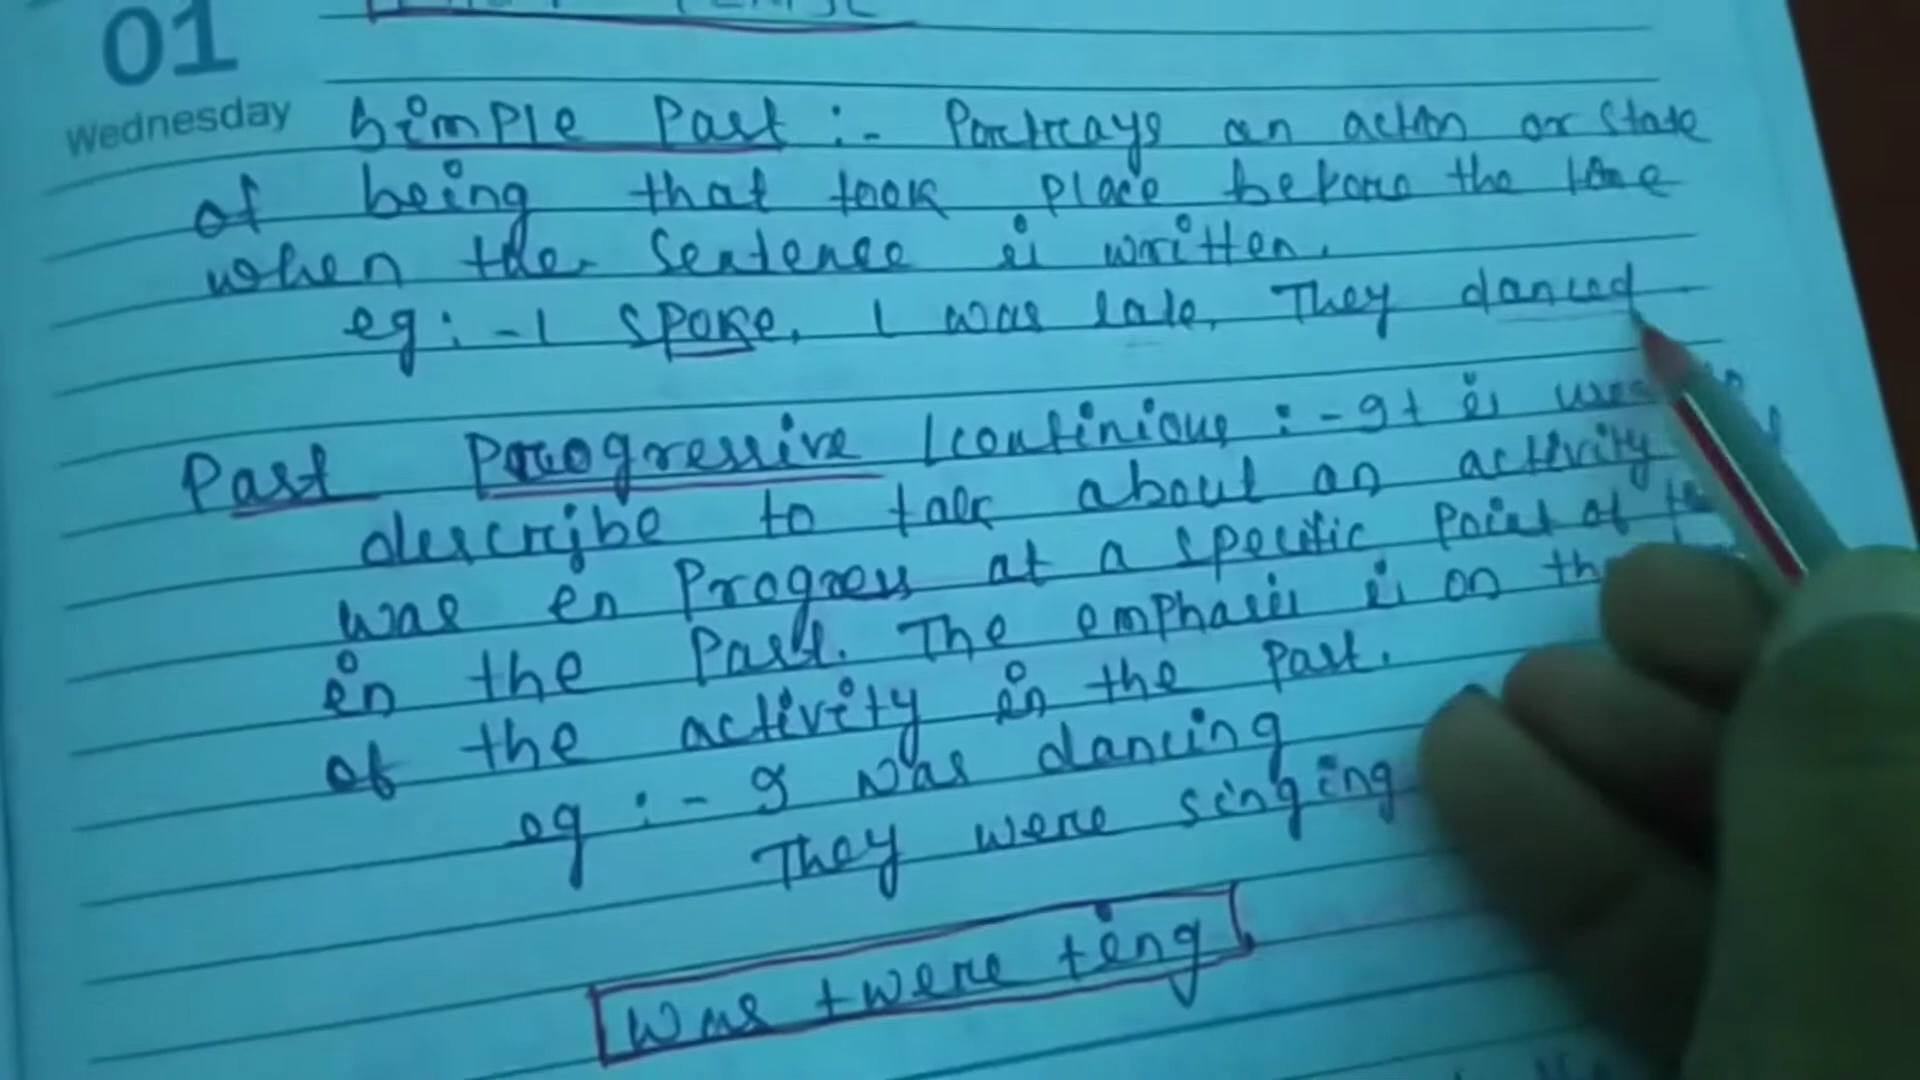 01
TENSE
Wednesday
Simple Past :- Portrays an action or state
of being that took place before the time
when the sentence is written.
eg :- I spoke, I was late, They danced
Past Progressive / continious :- It is used to
describe to talk about an activity
was in progress at a specific point of
in the past. The emphasis is on the
of the activity in the past.
eg :- I was dancing
They were singing
Was + were + ing